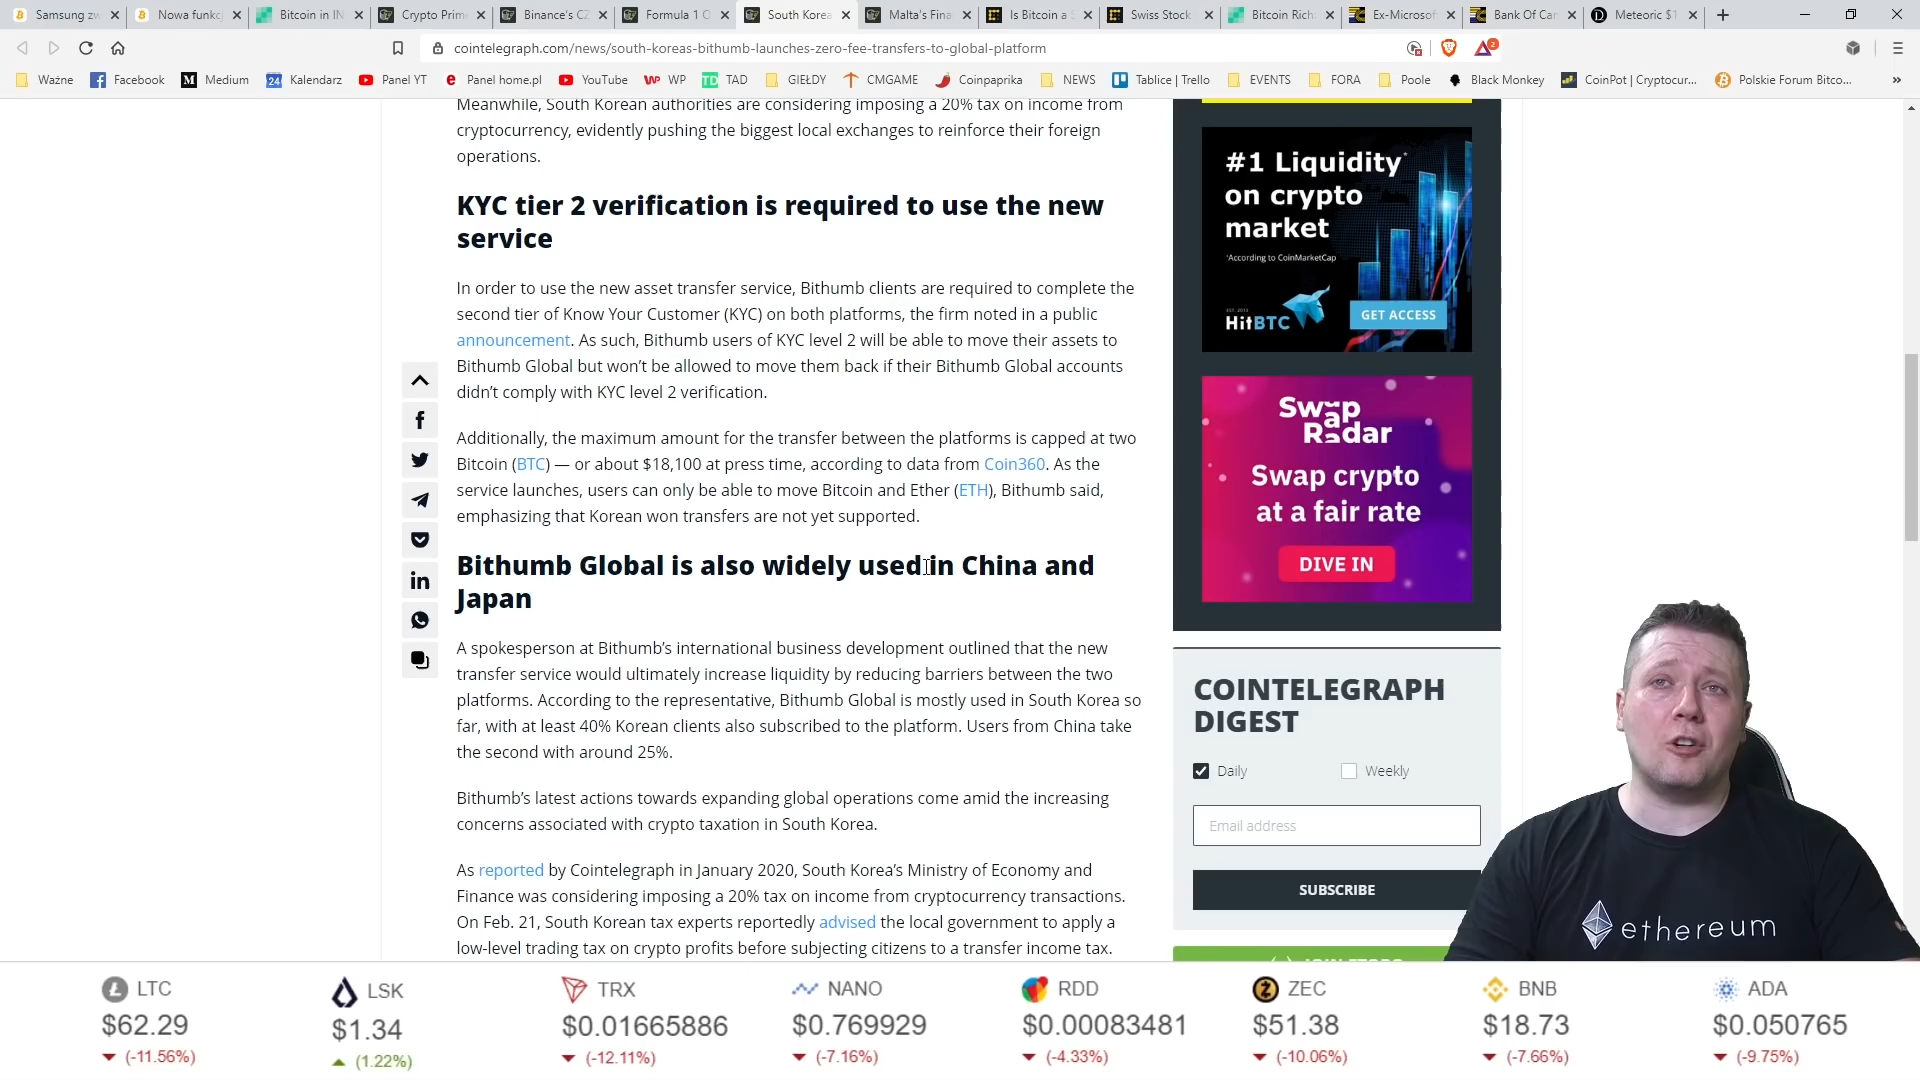 Samsung zw
Nowa funkc
Bitcoin in IN
Crypto Prim
Binance's CZ
Formula 1 O
South Korea
Malta's Fina
Is Bitcoin a S
Swiss Stock
Bitcoin Rich
Ex-Microsof
Bank Of Can
Meteoric $1
cointelegraph.com/news/south-koreas-bithumb-launches-zero-fee-transfers-to-global-platform
2
Ważne
Facebook
Medium
24 Kalendarz
Panel YT
Panel home.pl
YouTube
WP
TAD
GIEŁDY
CMGAME
Coinpaprika
NEWS
Tablice | Trello
EVENTS
FORA
Poole
Black Monkey
CoinPot | Cryptocur...
Polskie Forum Bitco...
Meanwhile, South Korean authorities are considering imposing a 20% tax on income from
cryptocurrency, evidently pushing the biggest local exchanges to reinforce their foreign
operations.
KYC tier 2 verification is required to use the new
service
In order to use the new asset transfer service, Bithumb clients are required to complete the
second tier of Know Your Customer (KYC) on both platforms, the firm noted in a public
announcement. As such, Bithumb users of KYC level 2 will be able to move their assets to
Bithumb Global but won't be allowed to move them back if their Bithumb Global accounts
didn't comply with KYC level 2 verification.
Additionally, the maximum amount for the transfer between the platforms is capped at two
Bitcoin (BTC) — or about $18,100 at press time, according to data from Coin360. As the
service launches, users can only be able to move Bitcoin and Ether (ETH), Bithumb said,
emphasizing that Korean won transfers are not yet supported.
Bithumb Global is also widely used in China and
Japan
A spokesperson at Bithumb's international business development outlined that the new
transfer service would ultimately increase liquidity by reducing barriers between the two
platforms. According to the representative, Bithumb Global is mostly used in South Korea so
far, with at least 40% Korean clients also subscribed to the platform. Users from China take
the second with around 25%.
Bithumb's latest actions towards expanding global operations come amid the increasing
concerns associated with crypto taxation in South Korea.
As reported by Cointelegraph in January 2020, South Korea's Ministry of Economy and
Finance was considering imposing a 20% tax on income from cryptocurrency transactions.
On Feb. 21, South Korean tax experts reportedly advised the local government to apply a
low-level trading tax on crypto profits before subjecting citizens to a transfer income tax.
#1 Liquidity*
on crypto
market
*According to CoinMarketCap
EST. 2013
HitBTC
GET ACCESS
Swap
Radar
Swap crypto
at a fair rate
DIVE IN
COINTELEGRAPH
DIGEST
Daily
Weekly
Email address
SUBSCRIBE
ethereum
LTC
$62.29
(-11.56%)
LSK
$1.34
(1.22%)
TRX
$0.01665886
(-12.11%)
NANO
$0.769929
(-7.16%)
RDD
$0.00083481
(-4.33%)
ZEC
$51.38
(-10.06%)
BNB
$18.73
(-7.66%)
ADA
$0.050765
(-9.75%)